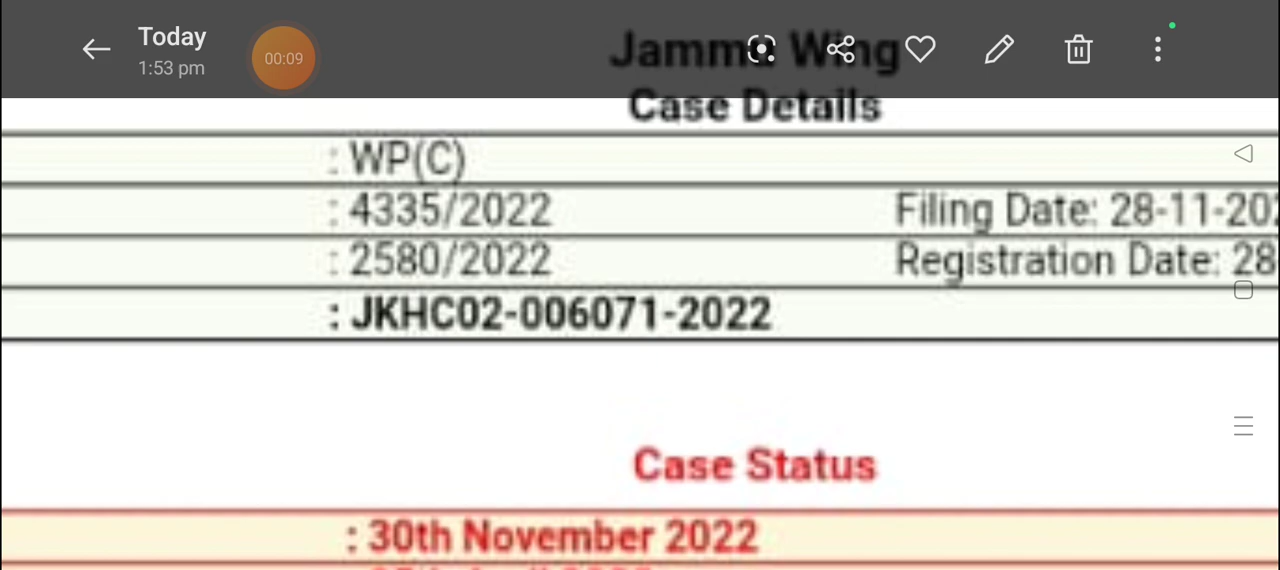 Today
1:53 pm
00:09
Jammu Wing
Case Details
: WP(C)
: 4335/2022 Filing Date: 28-11-202
: 2580/2022 Registration Date: 28
: JKHC02-006071-2022
Case Status
: 30th November 2022